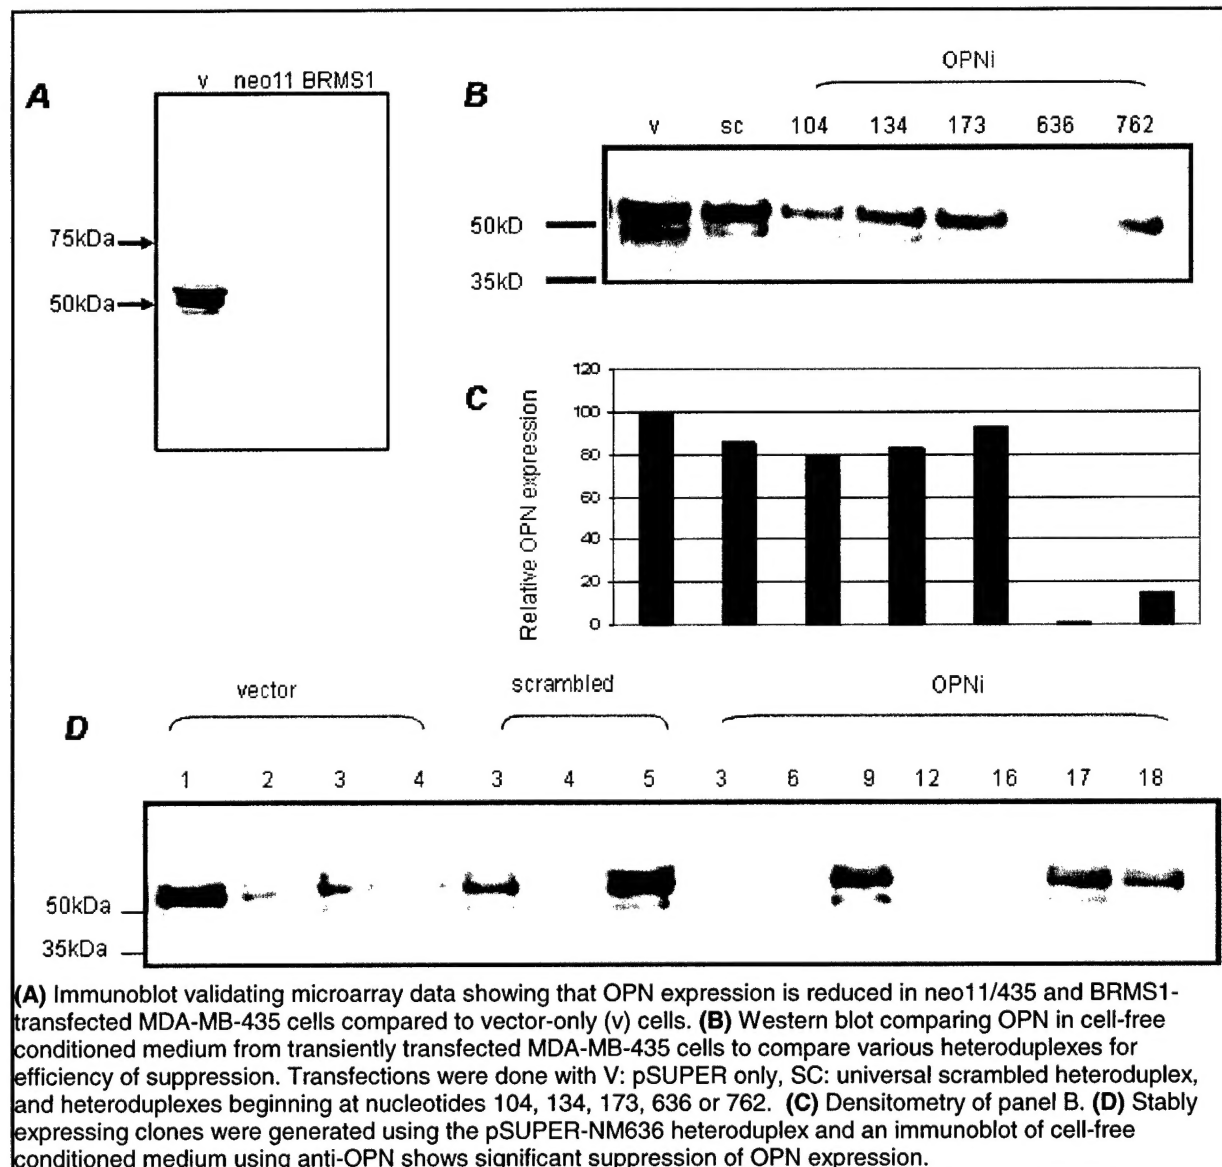 A
v neo11 BRMS1
75kDa
50kDa
B
OPNi
v sc 104 134 173 636 762
50kD
35kD
C
Relative OPN expression
120
100
80
60
40
20
0
D
vector scrambled OPNi
1 2 3 4 3 4 5 3 6 9 12 16 17 18
50kDa
35kDa
(A) Immunoblot validating microarray data showing that OPN expression is reduced in neo11/435 and BRMS1-
transfected MDA-MB-435 cells compared to vector-only (v) cells. (B) Western blot comparing OPN in cell-free
conditioned medium from transiently transfected MDA-MB-435 cells to compare various heteroduplexes for
efficiency of suppression. Transfections were done with V: pSUPER only, SC: universal scrambled heteroduplex,
and heteroduplexes beginning at nucleotides 104, 134, 173, 636 or 762. (C) Densitometry of panel B. (D) Stably
expressing clones were generated using the pSUPER-NM636 heteroduplex and an immunoblot of cell-free
conditioned medium using anti-OPN shows significant suppression of OPN expression.